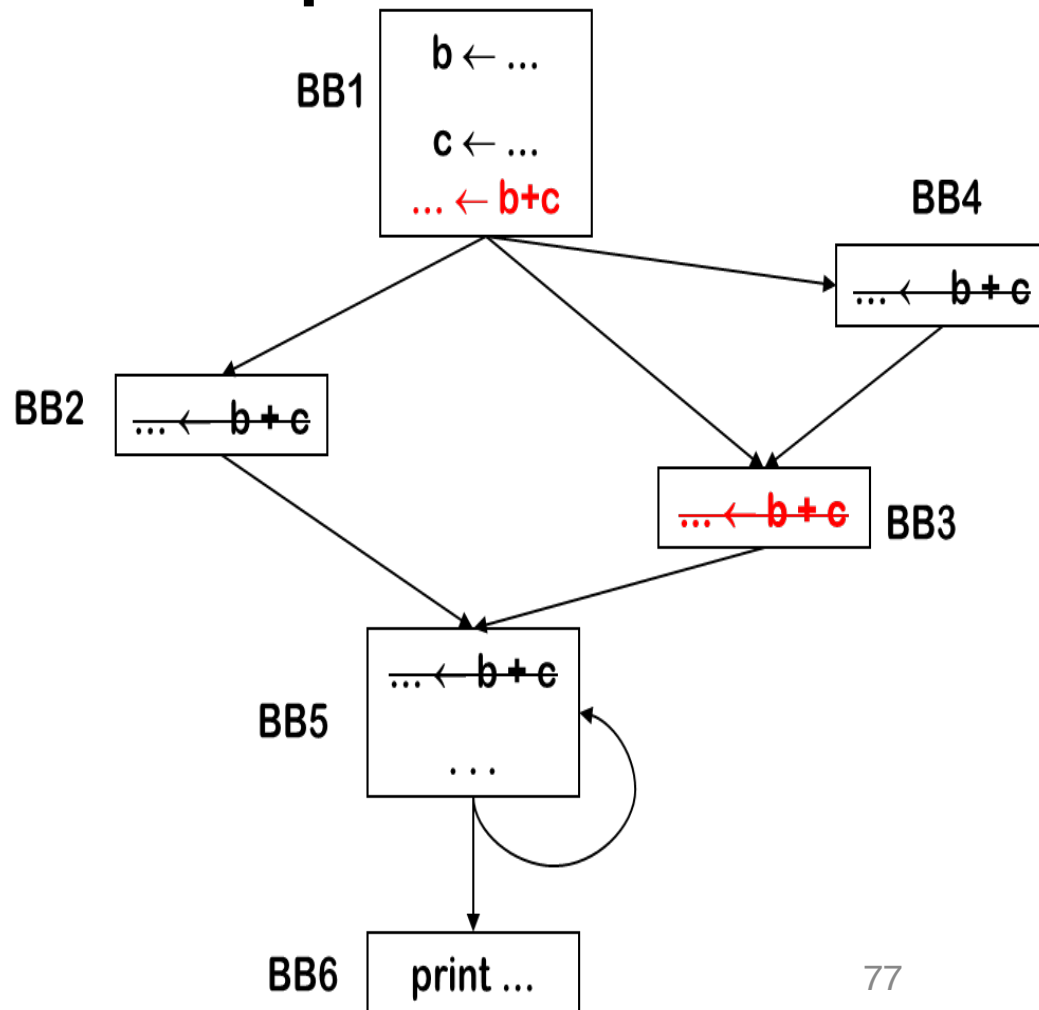 BB1
b ← ...
c ← ...
... ← b+c
BB4
... ← b + c
BB2
... ← b + c
... ← b + c
BB3
... ← b + c
BB5
...
BB6
print ...
77